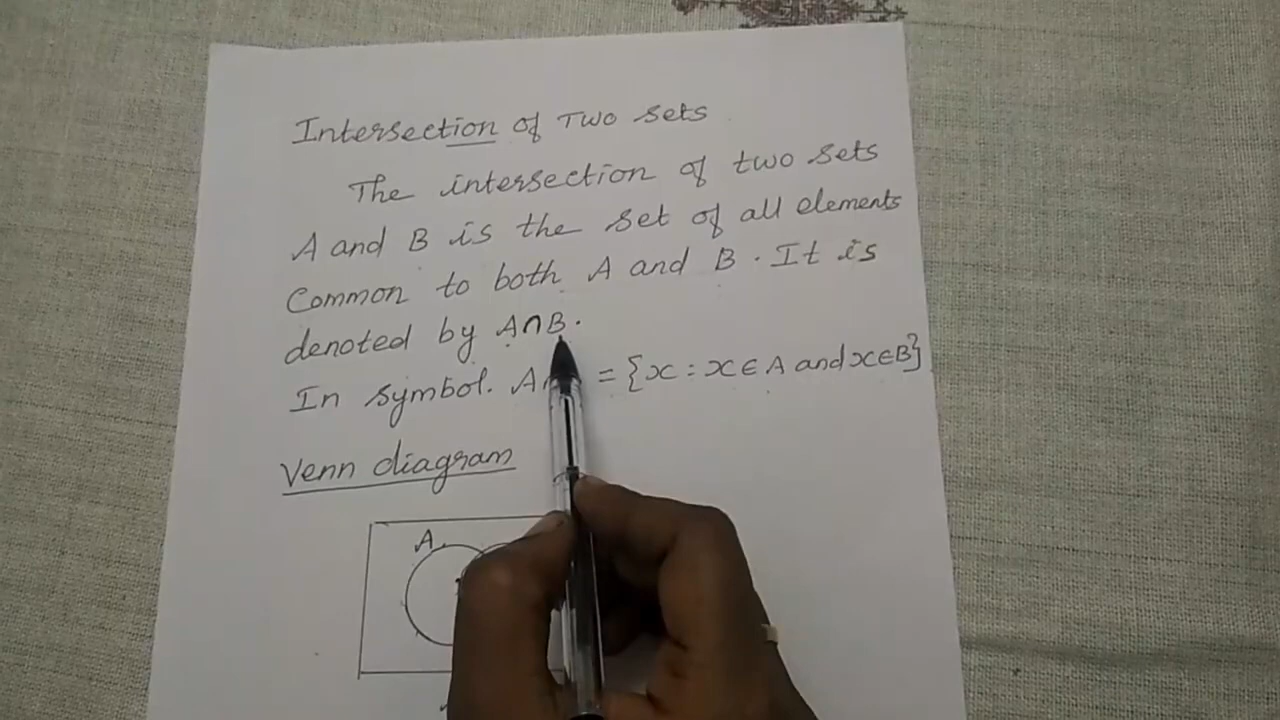 Intersection of Two sets
The intersection of two sets
A and B is the set of all elements
Common to both A and B. It is
denoted by A∩B.
In symbol. A = {x : x∈A and x∈B}
Venn diagram
A